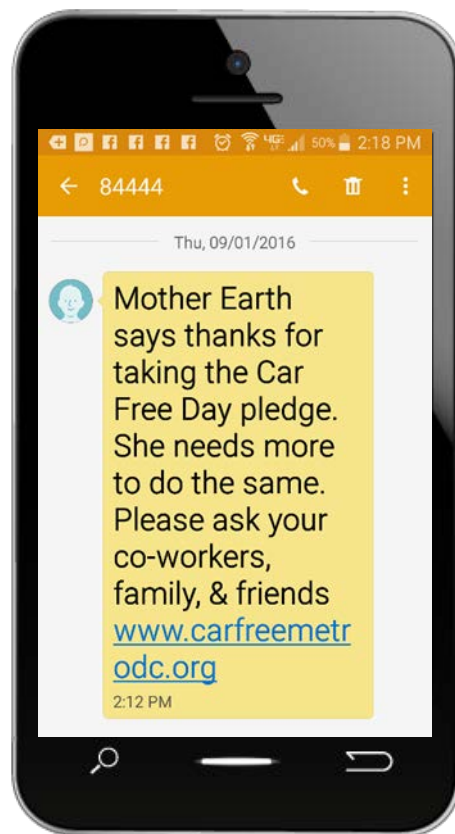 4GE 50% 2:18 PM
84444
Thu, 09/01/2016
Mother Earth
says thanks for
taking the Car
Free Day pledge.
She needs more
to do the same.
Please ask your
co-workers,
family, & friends
www.carfreemetr
odc.org
2:12 PM